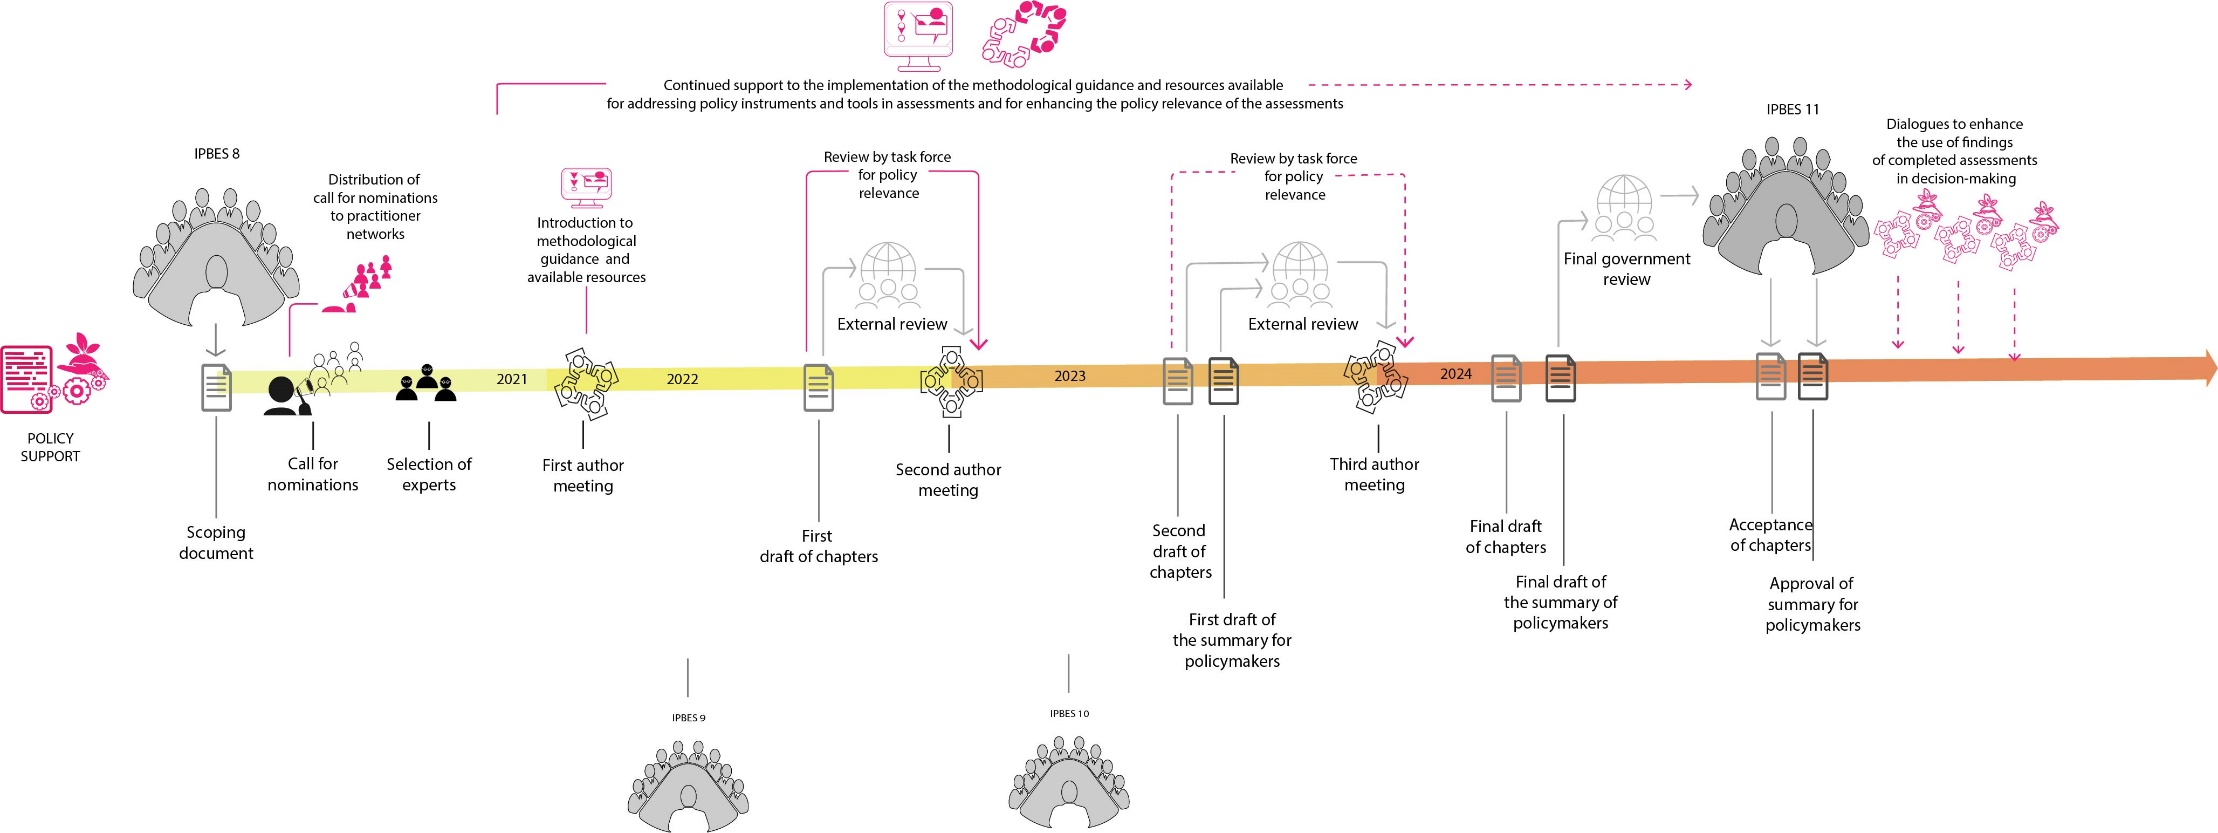 Continued support to the implementation of the methodological guidance and resources available
for addressing policy instruments and tools in assessments and for enhancing the policy relevance of the assessments
IPBES 8
Distribution of
call for nominations
to practitioner
networks
Introduction to
methodological
guidance and
available resources
Review by task force
for policy
relevance
External review
Review by task force
for policy
relevance
External review
Final government
review
IPBES 11
Dialogues to enhance
the use of findings
of completed assessments
in decision-making
2021
2022
2023
2024
POLICY
SUPPORT
Scoping
document
Call for
nominations
Selection of
experts
First author
meeting
First
draft of chapters
Second author
meeting
Second
draft of
chapters
First draft of
the summary for
policymakers
Third author
meeting
Final draft
of chapters
Final draft of
the summary of
policymakers
Acceptance
of chapters
Approval of
summary for
policymakers
IPBES 9
IPBES 10